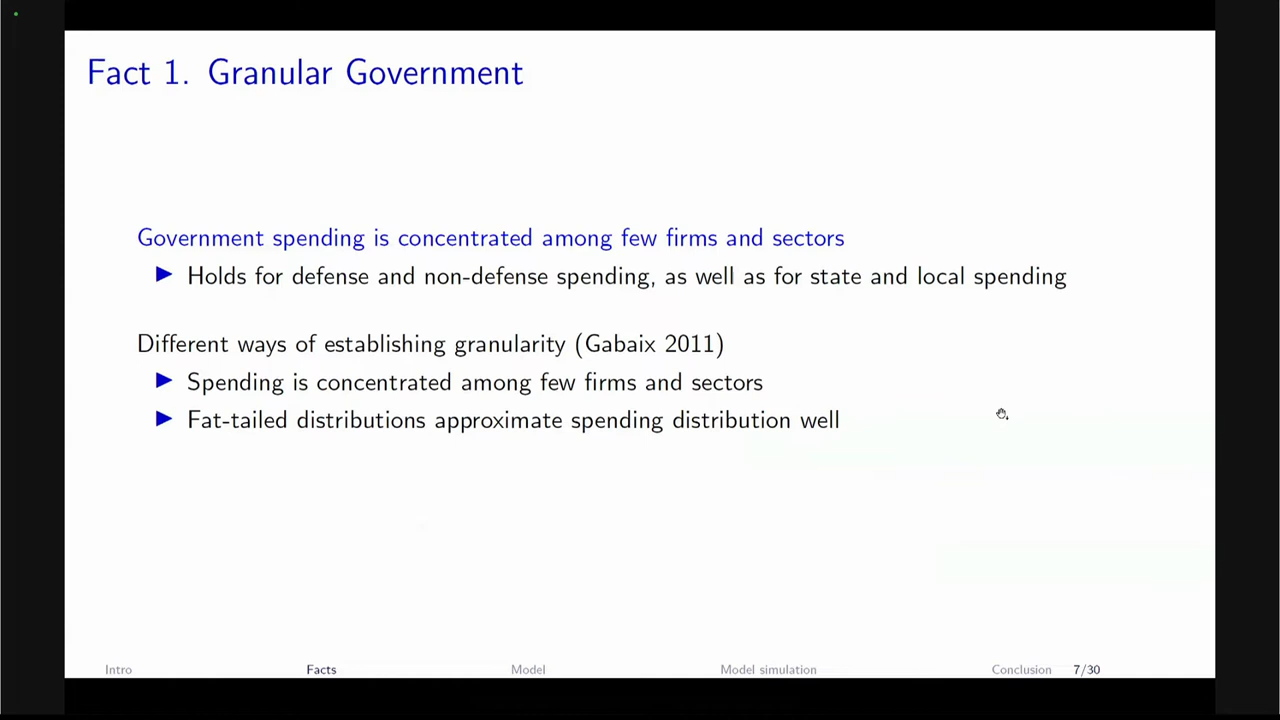 Fact 1. Granular Government
Government spending is concentrated among few firms and sectors
▶ Holds for defense and non-defense spending, as well as for state and local spending
Different ways of establishing granularity (Gabaix 2011)
▶ Spending is concentrated among few firms and sectors
▶ Fat-tailed distributions approximate spending distribution well
Intro Facts Model Model simulation Conclusion 7/30